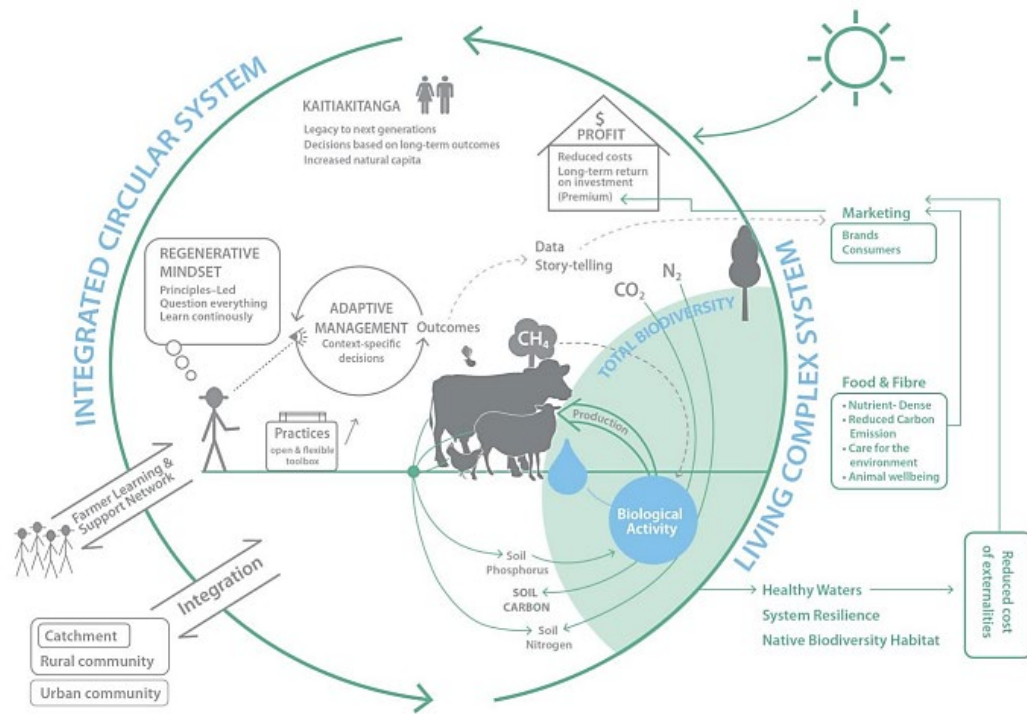 INTEGRATED CIRCULAR SYSTEM
KAITIAKITANGA
Legacy to next generations
Decisions based on long-term outcomes
Increased natural capita
$
PROFIT
Reduced costs
Long-term return
on investment
(Premium)
Marketing
Brands
Consumers
REGENERATIVE
MINDSET
Principles–Led
Question everything
Learn continously
ADAPTIVE
MANAGEMENT
Context-specific
decisions
Outcomes
Data
Story-telling
CO2
N2
CH4
TOTAL BIODIVERSITY
LIVING COMPLEX SYSTEM
Food & Fibre
• Nutrient- Dense
• Reduced Carbon
Emission
• Care for the
environment
• Animal wellbeing
Practices
open & flexible
toolbox
Production
Biological
Activity
Farmer Learning &
Support Network
Integration
Soil
Phosphorus
SOIL
CARBON
Soil
Nitrogen
Catchment
Rural community
Urban community
Healthy Waters
System Resilience
Native Biodiversity Habitat
Reduced cost
of externalities